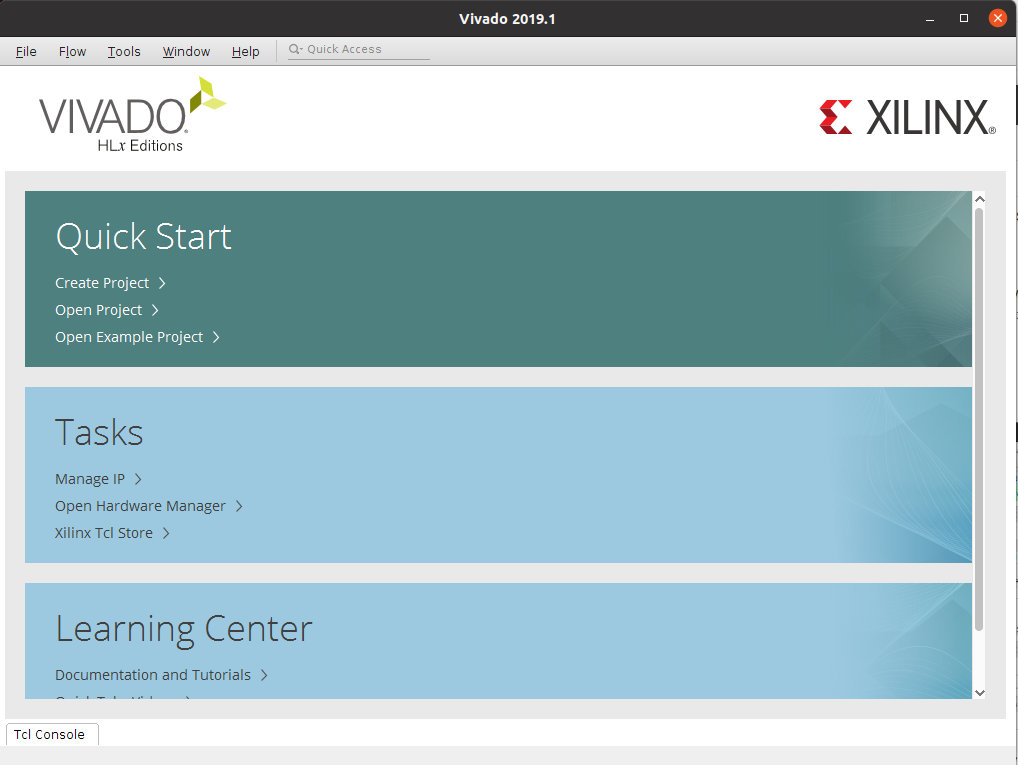 Vivado 2019.1
File Flow Tools Window Help Quick Access
VIVADO.
HLx Editions
XILINX®
Quick Start
Create Project
Open Project
Open Example Project
Tasks
Manage IP
Open Hardware Manager
Xilinx Tcl Store
Learning Center
Documentation and Tutorials
Tcl Console